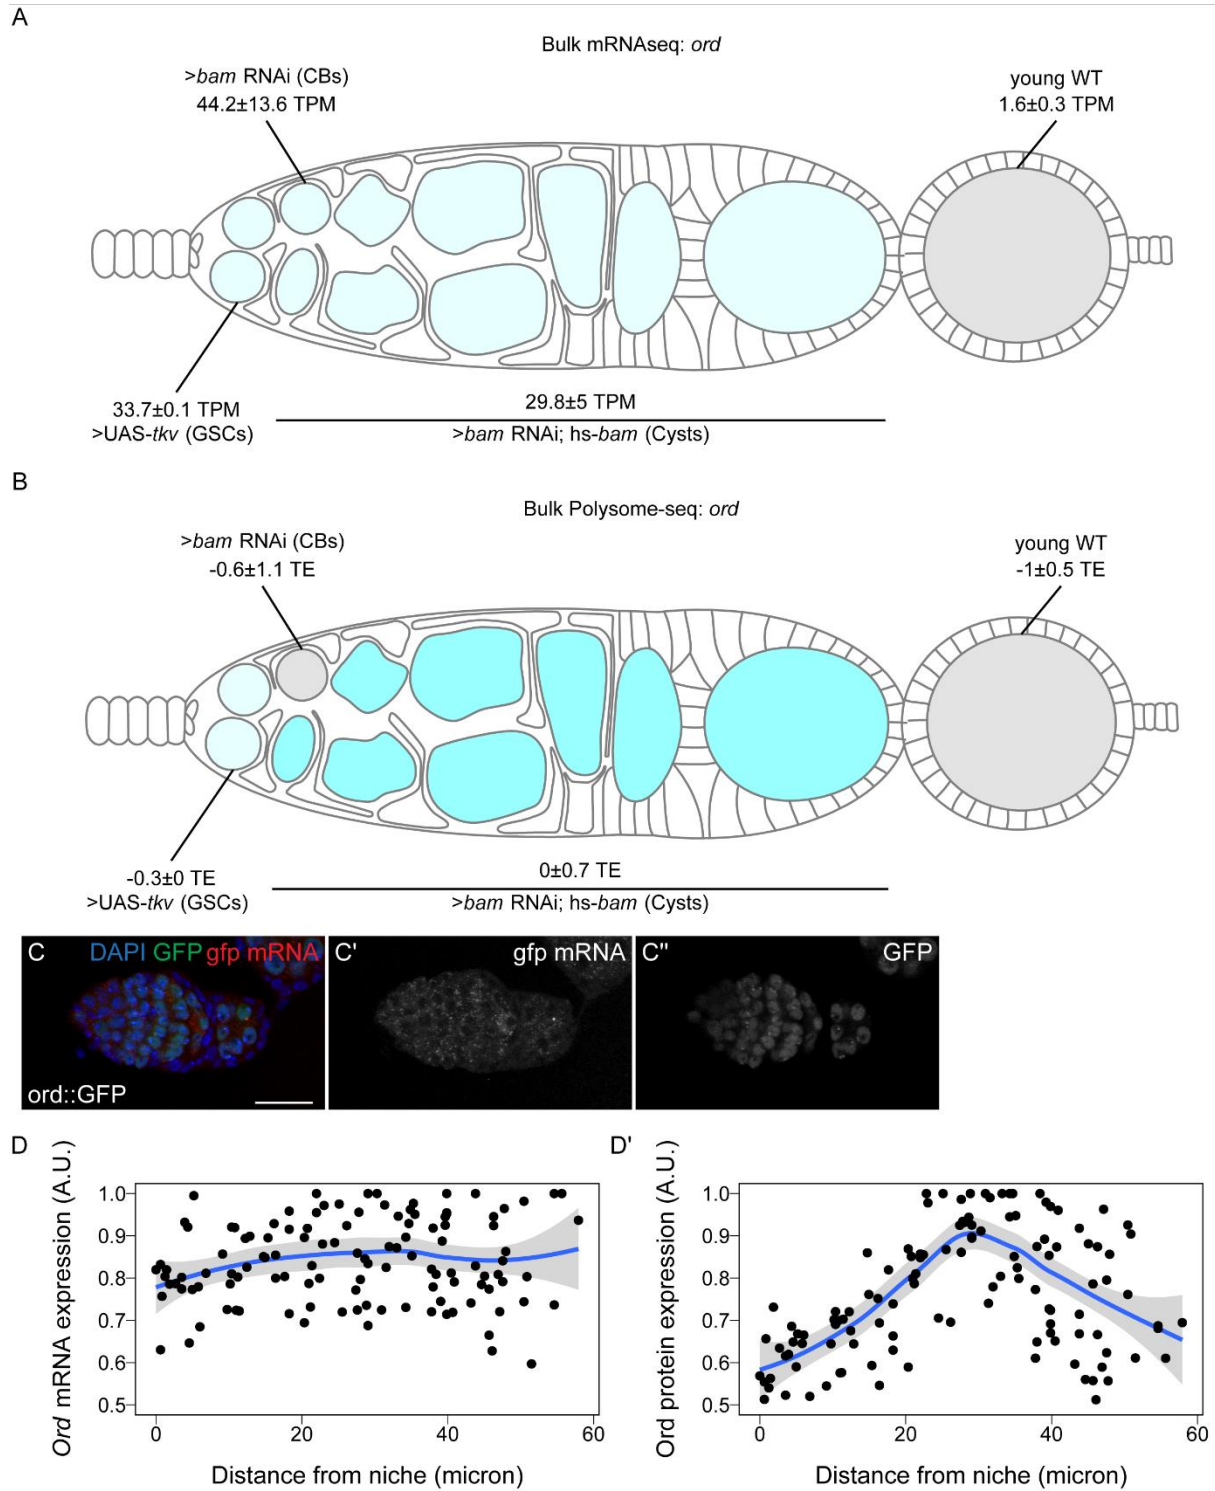 A
Bulk mRNAseq: ord
>bam RNAi (CBs)
44.2±13.6 TPM
young WT
1.6±0.3 TPM
33.7±0.1 TPM
>UAS-tkv (GSCs)
29.8±5 TPM
>bam RNAi; hs-bam (Cysts)
B
Bulk Polysome-seq: ord
>bam RNAi (CBs)
-0.6±1.1 TE
young WT
-1±0.5 TE
-0.3±0 TE
>UAS-tkv (GSCs)
0±0.7 TE
>bam RNAi; hs-bam (Cysts)
C DAPI GFP gfp mRNA
ord::GFP
C' gfp mRNA
C'' GFP
D
Ord mRNA expression (A.U.)
1.0
0.9
0.8
0.7
0.6
0.5
0 20 40 60
Distance from niche (micron)
D'
Ord protein expression (A.U.)
1.0
0.9
0.8
0.7
0.6
0.5
0 20 40 60
Distance from niche (micron)